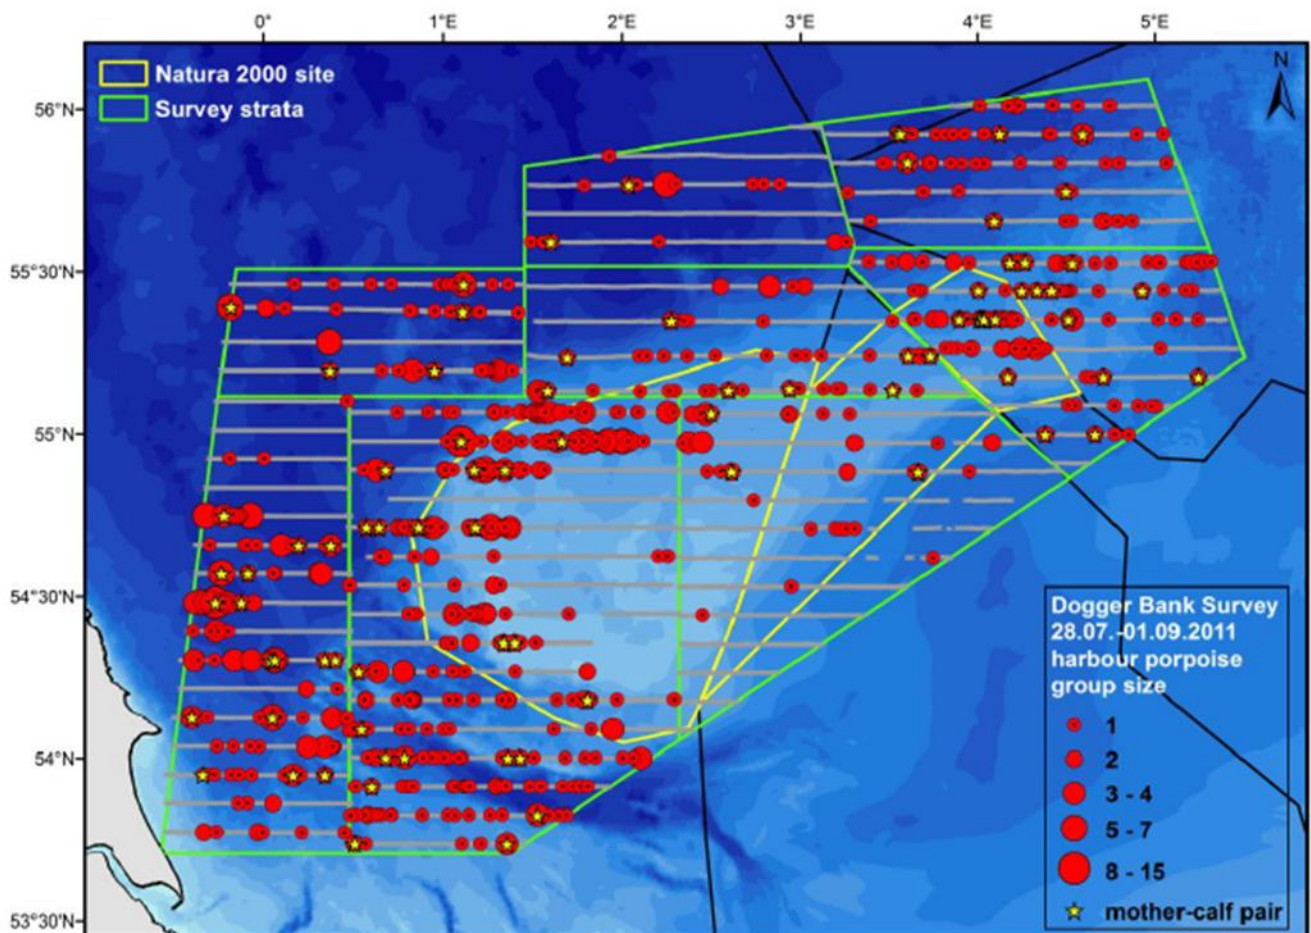 0° 1°E 2°E 3°E 4°E 5°E
N
Natura 2000 site
Survey strata
56°N
55°30'N
55°N
54°30'N
54°N
53°30'N
Dogger Bank Survey
28.07.-01.09.2011
harbour porpoise
group size
1
2
3 - 4
5 - 7
8 - 15
mother-calf pair